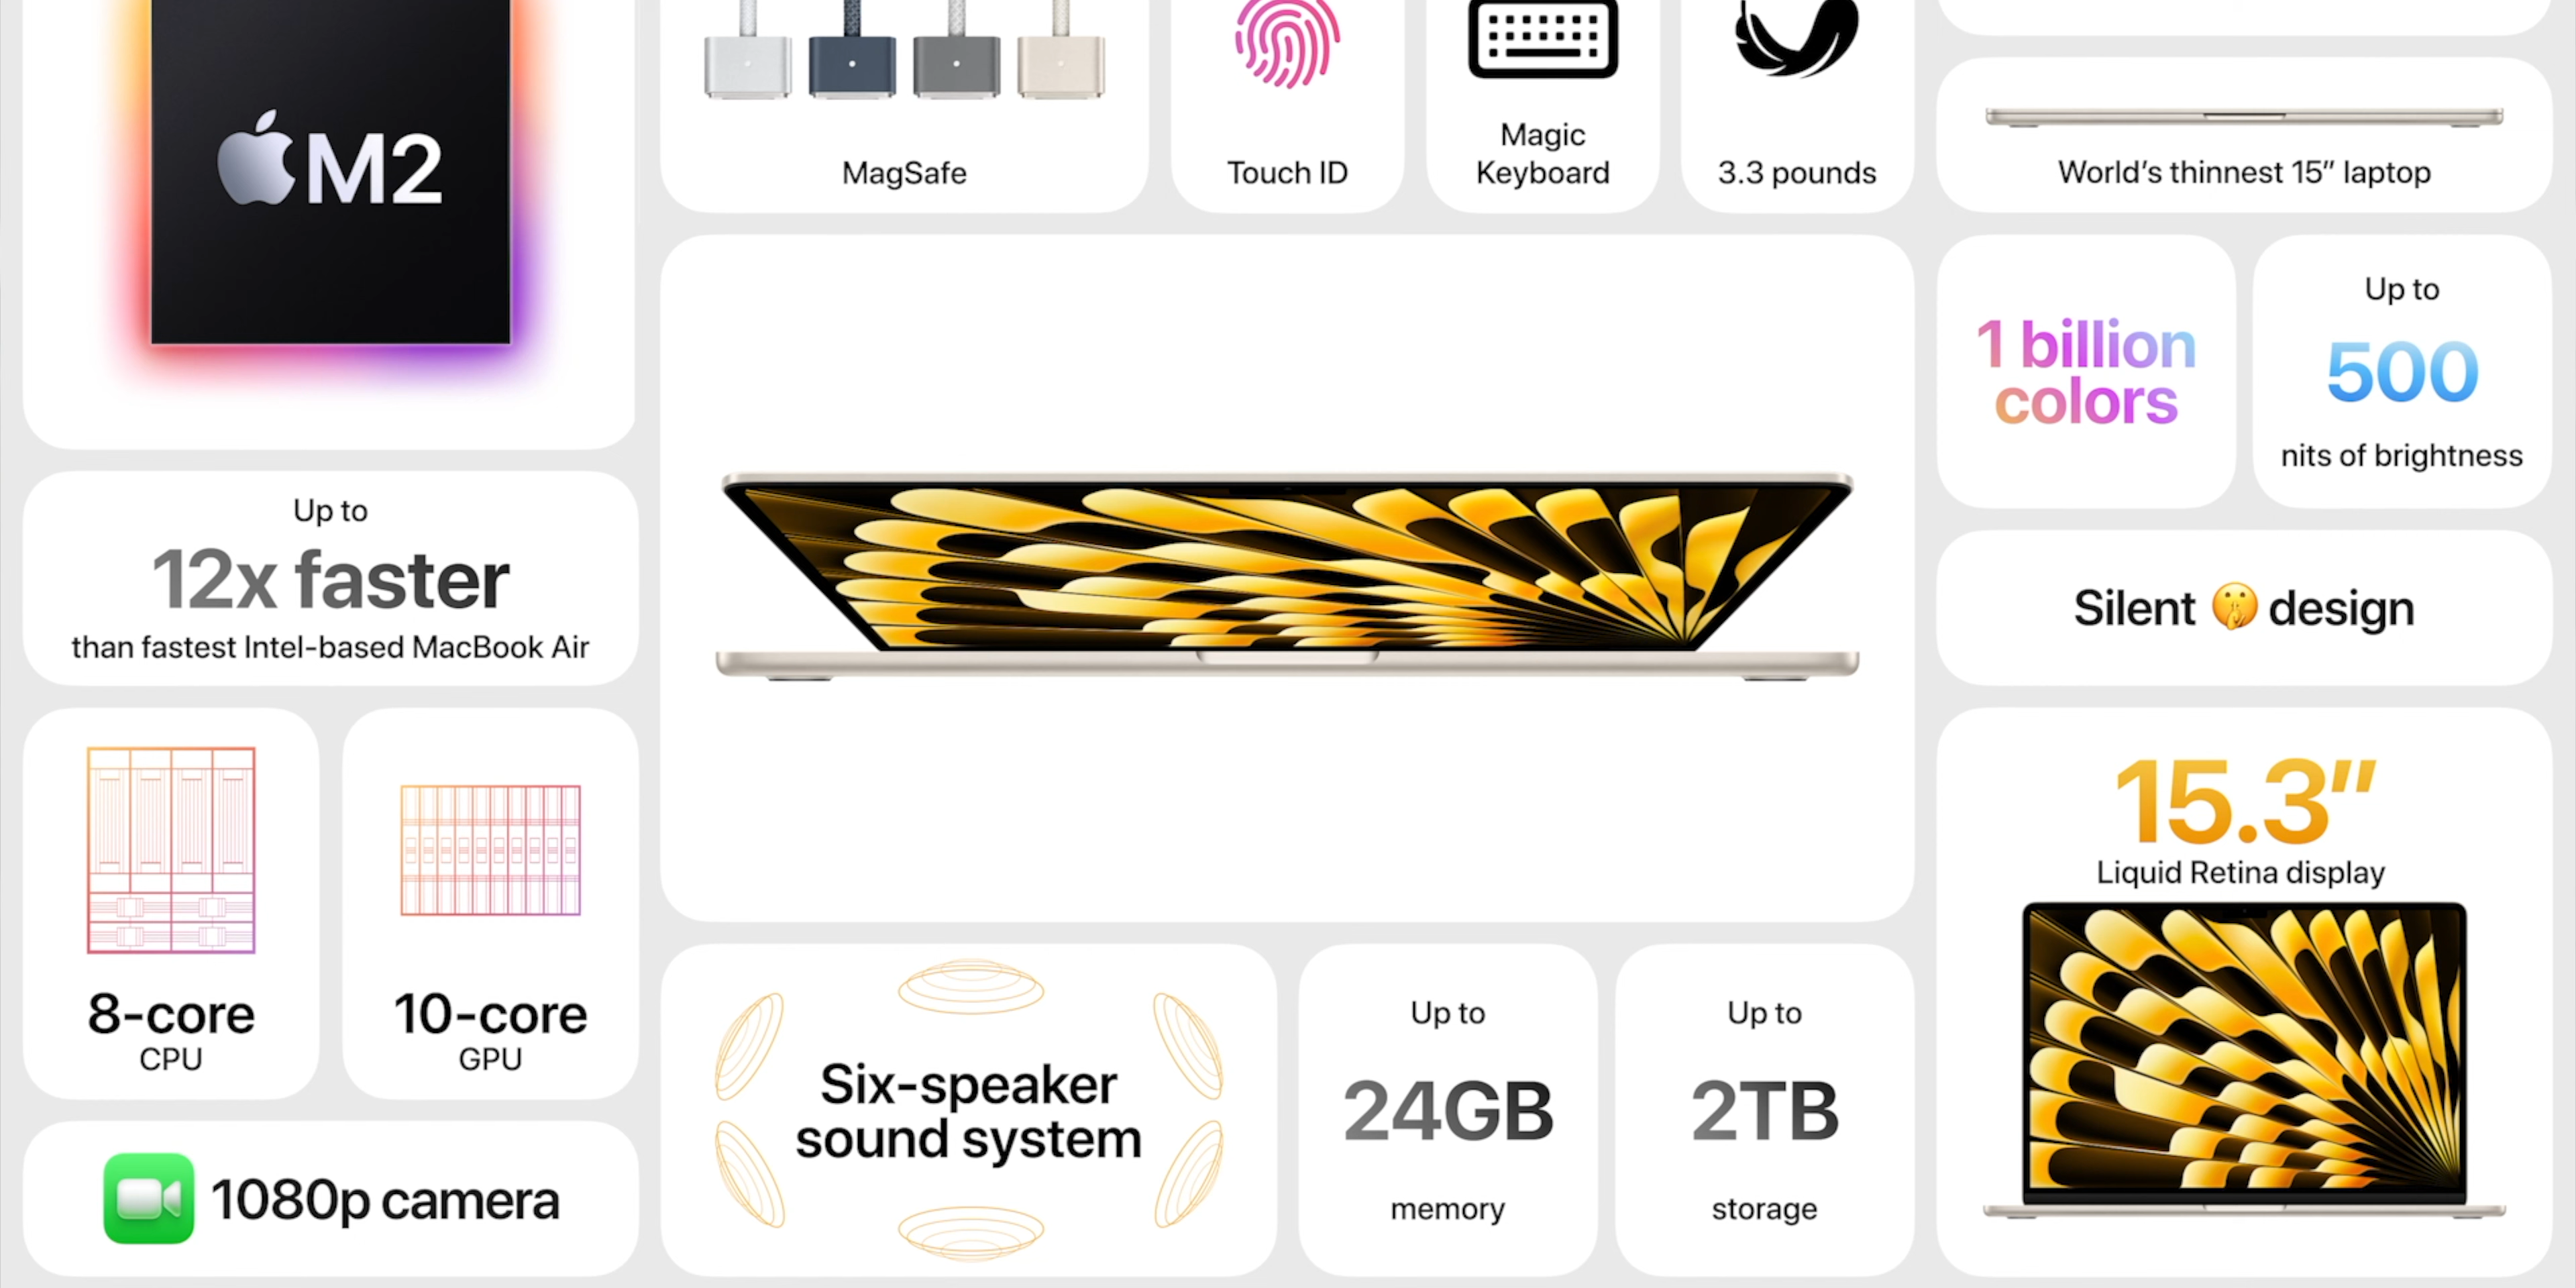 M2
MagSafe
Touch ID
Magic
Keyboard
3.3 pounds
World’s thinnest 15” laptop
1 billion
colors
Up to
500
nits of brightness
Up to
12x faster
than fastest Intel-based MacBook Air
Silent 🤫 design
8-core
CPU
10-core
GPU
15.3”
Liquid Retina display
1080p camera
Six-speaker
sound system
Up to
24GB
memory
Up to
2TB
storage